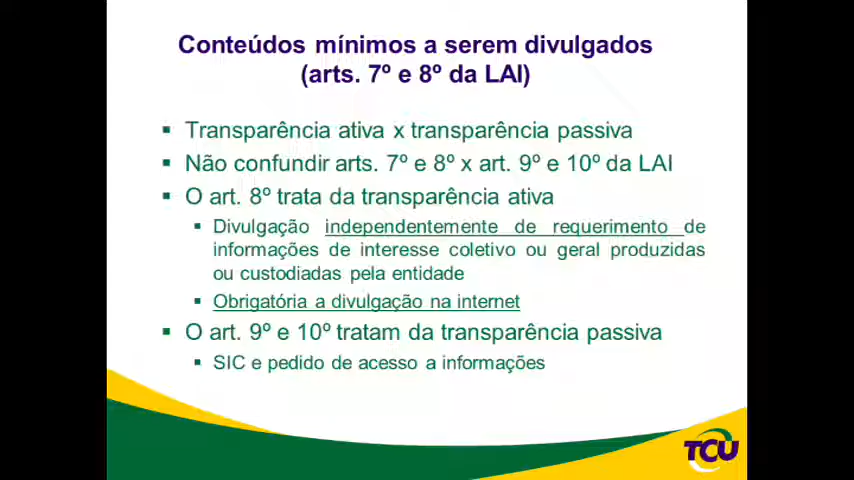 Conteúdos mínimos a serem divulgados
(arts. 7º e 8º da LAI)
▪ Transparência ativa x transparência passiva
▪ Não confundir arts. 7º e 8º x art. 9º e 10º da LAI
▪ O art. 8º trata da transparência ativa
▪ Divulgação independentemente de requerimento de
informações de interesse coletivo ou geral produzidas
ou custodiadas pela entidade
▪ Obrigatória a divulgação na internet
▪ O art. 9º e 10º tratam da transparência passiva
▪ SIC e pedido de acesso a informações
TCU